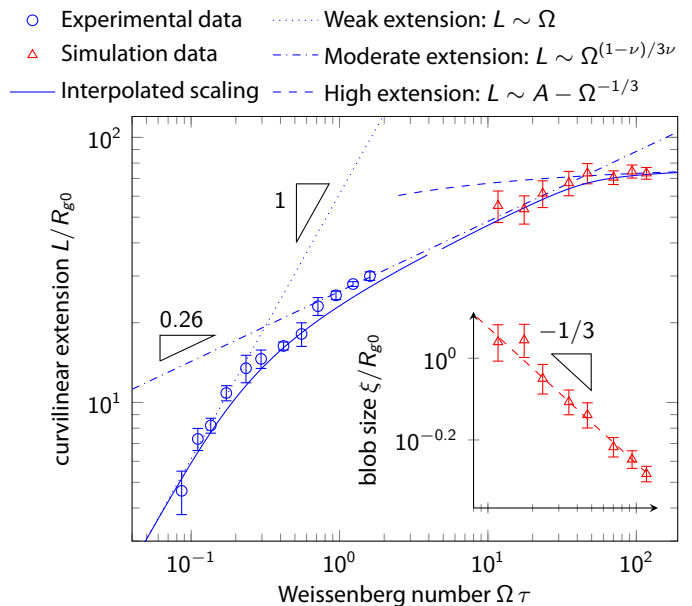 Experimental data
Weak extension: L ∼ Ω
Simulation data
Moderate extension: L ∼ Ω^{(1−ν)/3ν}
Interpolated scaling
High extension: L ∼ A − Ω^{−1/3}
10^2
1
curvilinear extension L/R_{g0}
0.26
−1/3
blob size ξ/R_{g0}
10^0
10^1
10^{−0.2}
10^{−1}
10^0
10^1
10^2
Weissenberg number Ω τ